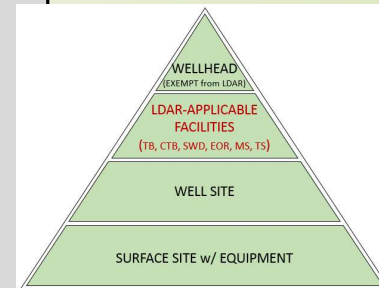 WELLHEAD
(EXEMPT from LDAR)
LDAR-APPLICABLE
FACILITIES
(TB, CTB, SWD, EOR, MS, TS)
WELL SITE
SURFACE SITE w/ EQUIPMENT